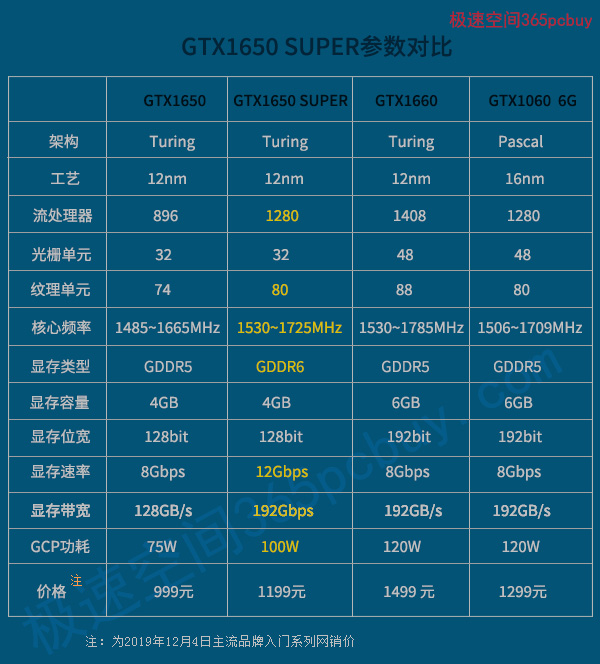 极速空间365pcbuy
GTX1650 SUPER参数对比
GTX1650 GTX1650 SUPER GTX1660 GTX1060 6G
架构 Turing Turing Turing Pascal
工艺 12nm 12nm 12nm 16nm
流处理器 896 1280 1408 1280
光栅单元 32 32 48 48
纹理单元 74 80 88 80
核心频率 1485~1665MHz 1530~1725MHz 1530~1785MHz 1506~1709MHz
显存类型 GDDR5 GDDR6 GDDR5 GDDR5
显存容量 4GB 4GB 6GB 6GB
显存位宽 128bit 128bit 192bit 192bit
显存速率 8Gbps 12Gbps 8Gbps 8Gbps
显存带宽 128GB/s 192Gbps 192GB/s 192GB/s
GCP功耗 75W 100W 120W 120W
价格注 999元 1199元 1499 元 1299元
注：为2019年12月4日主流品牌入门系列网销价
极速空间365pcbuy.com